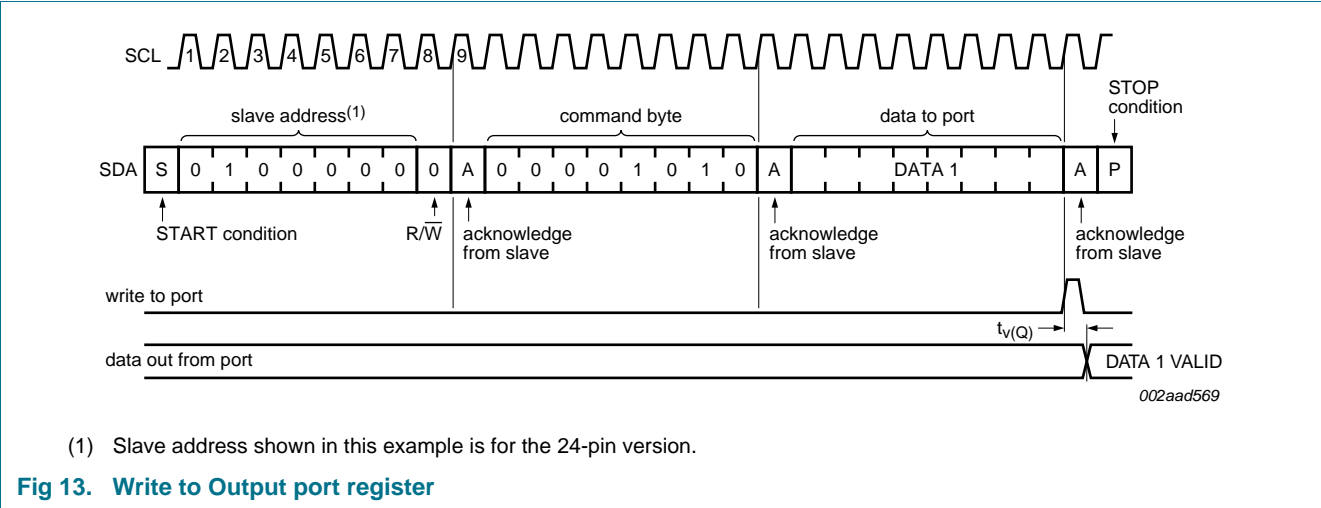 SCL 1 2 3 4 5 6 7 8 9
STOP
condition
slave address(1) command byte data to port
SDA S 0 1 0 0 0 0 0 0 A 0 0 0 0 1 0 1 0 A DATA 1 A P
START condition R/W̅ acknowledge from slave acknowledge from slave acknowledge from slave
write to port
tv(Q)
data out from port DATA 1 VALID
002aad569
(1) Slave address shown in this example is for the 24-pin version.
Fig 13. Write to Output port register